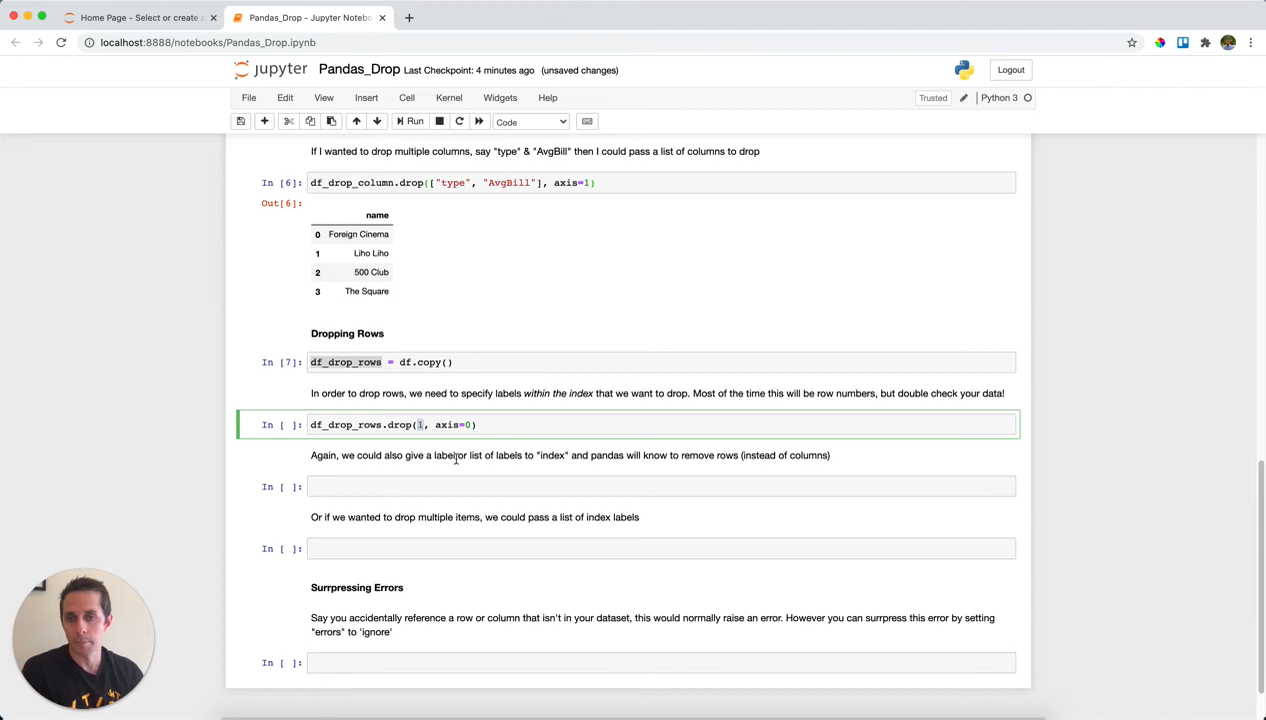 Home Page - Select or create a
Pandas_Drop - Jupyter Noteboo
localhost:8888/notebooks/Pandas_Drop.ipynb
jupyter Pandas_Drop Last Checkpoint: 4 minutes ago (unsaved changes) Logout
File Edit View Insert Cell Kernel Widgets Help Trusted Python 3
Run Code
If I wanted to drop multiple columns, say "type" & "AvgBill" then I could pass a list of columns to drop
In [6]: df_drop_column.drop(["type", "AvgBill"], axis=1)
Out[6]:
name
0 Foreign Cinema
1 Liho Liho
2 500 Club
3 The Square
Dropping Rows
In [7]: df_drop_rows = df.copy()
In order to drop rows, we need to specify labels within the index that we want to drop. Most of the time this will be row numbers, but double check your data!
In [ ]: df_drop_rows.drop(1, axis=0)
Again, we could also give a label or list of labels to "index" and pandas will know to remove rows (instead of columns)
In [ ]:
Or if we wanted to drop multiple items, we could pass a list of index labels
In [ ]:
Surrpressing Errors
Say you accidentally reference a row or column that isn't in your dataset, this would normally raise an error. However you can surrpress this error by setting
"errors" to 'ignore'
In [ ]: